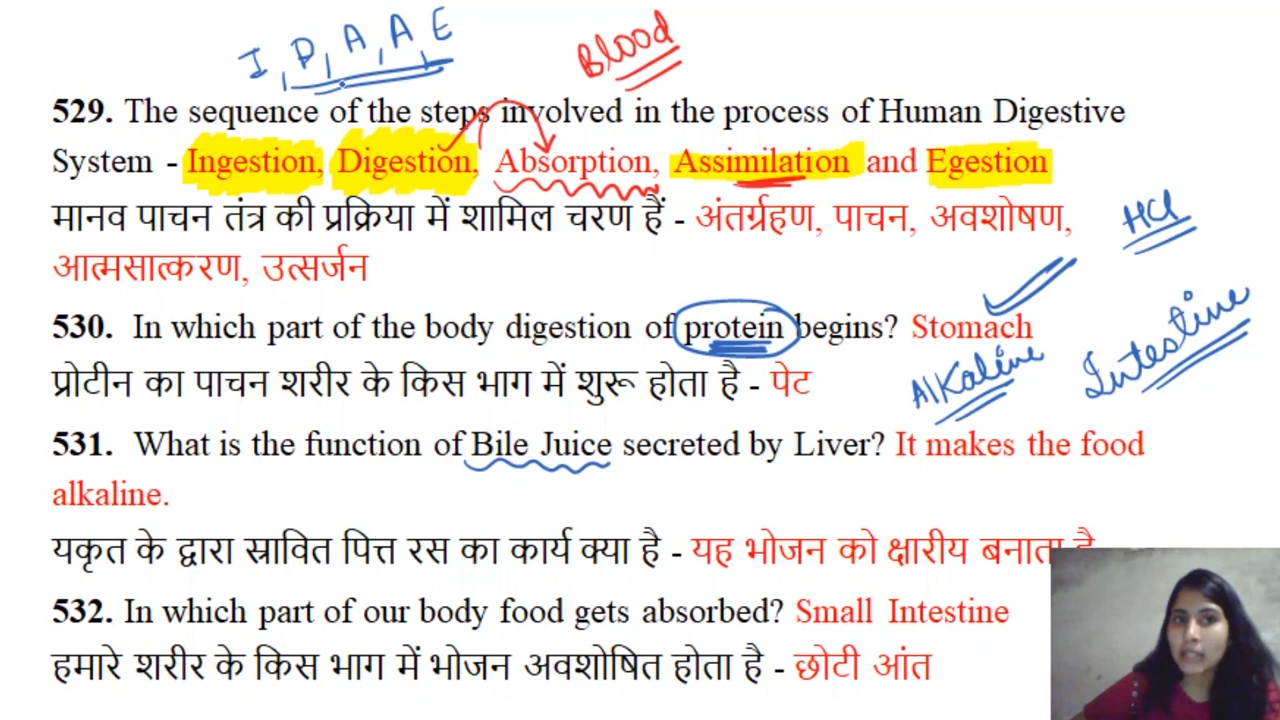 I, D, A, A, E
Blood
529. The sequence of the steps involved in the process of Human Digestive
System - Ingestion, Digestion, Absorption, Assimilation and Egestion
मानव पाचन तंत्र की प्रक्रिया में शामिल चरण हैं - अंतर्ग्रहण, पाचन, अवशोषण,
HCl
आत्मसात्करण, उत्सर्जन
530. In which part of the body digestion of protein begins? Stomach
Alkaline
Intestine
प्रोटीन का पाचन शरीर के किस भाग में शुरू होता है - पेट
531. What is the function of Bile Juice secreted by Liver? It makes the food
alkaline.
यकृत के द्वारा स्रावित पित्त रस का कार्य क्या है - यह भोजन को क्षारीय बनाता है
532. In which part of our body food gets absorbed? Small Intestine
हमारे शरीर के किस भाग में भोजन अवशोषित होता है - छोटी आंत